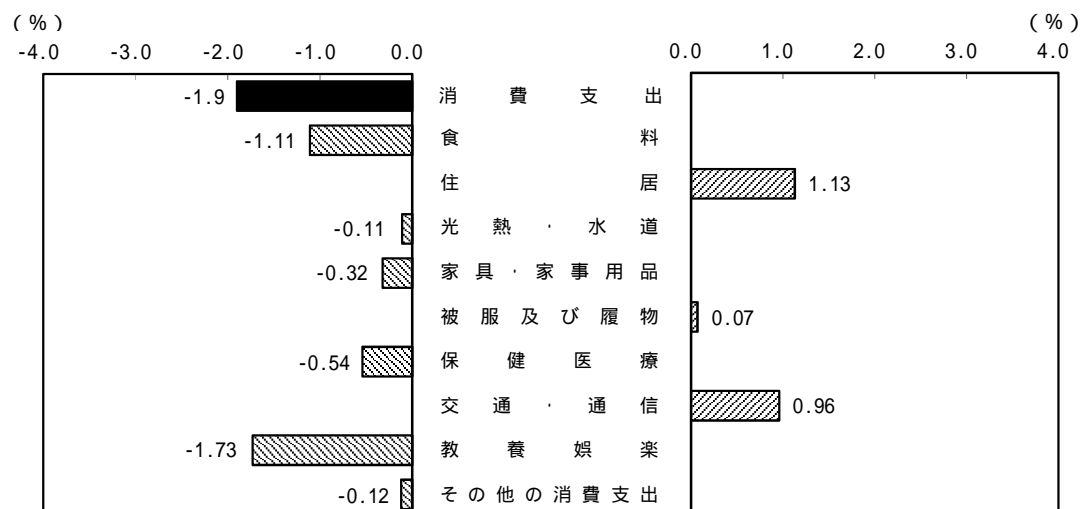 (%) (%)
-4.0 -3.0 -2.0 -1.0 0.0 0.0 1.0 2.0 3.0 4.0
-1.9 消費支出
-1.11 食料
住居 1.13
-0.11 光熱・水道
-0.32 家具・家事用品
被服及び履物 0.07
-0.54 保健医療
交通・通信 0.96
-1.73 教養娯楽
-0.12 その他の消費支出